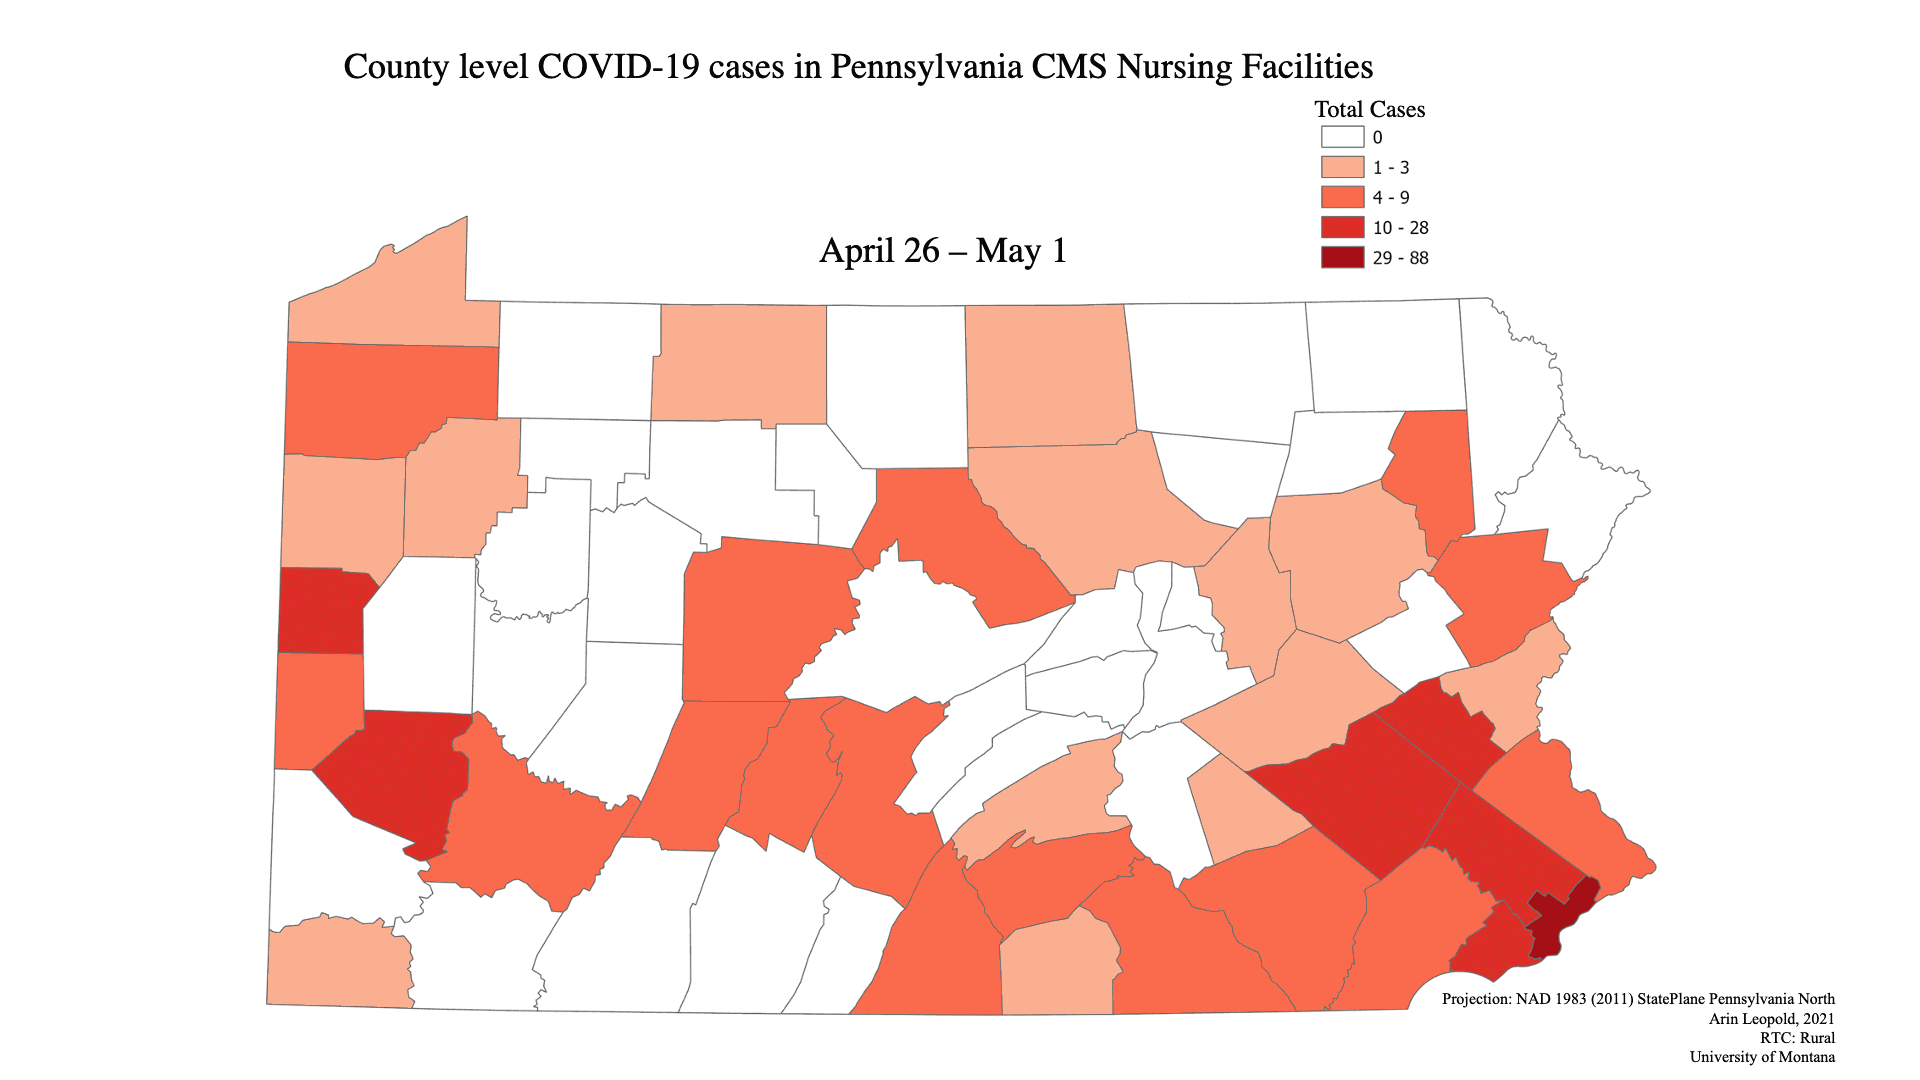 County level COVID-19 cases in Pennsylvania CMS Nursing Facilities
Total Cases
0
1 - 3
4 - 9
10 - 28
29 - 88
April 26 – May 1
Projection: NAD 1983 (2011) StatePlane Pennsylvania North
Arin Leopold, 2021
RTC: Rural
University of Montana